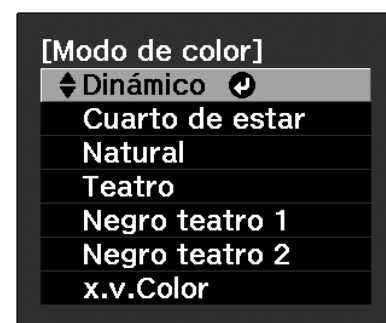 [Modo de color]
Dinámico
Cuarto de estar
Natural
Teatro
Negro teatro 1
Negro teatro 2
x.v.Color